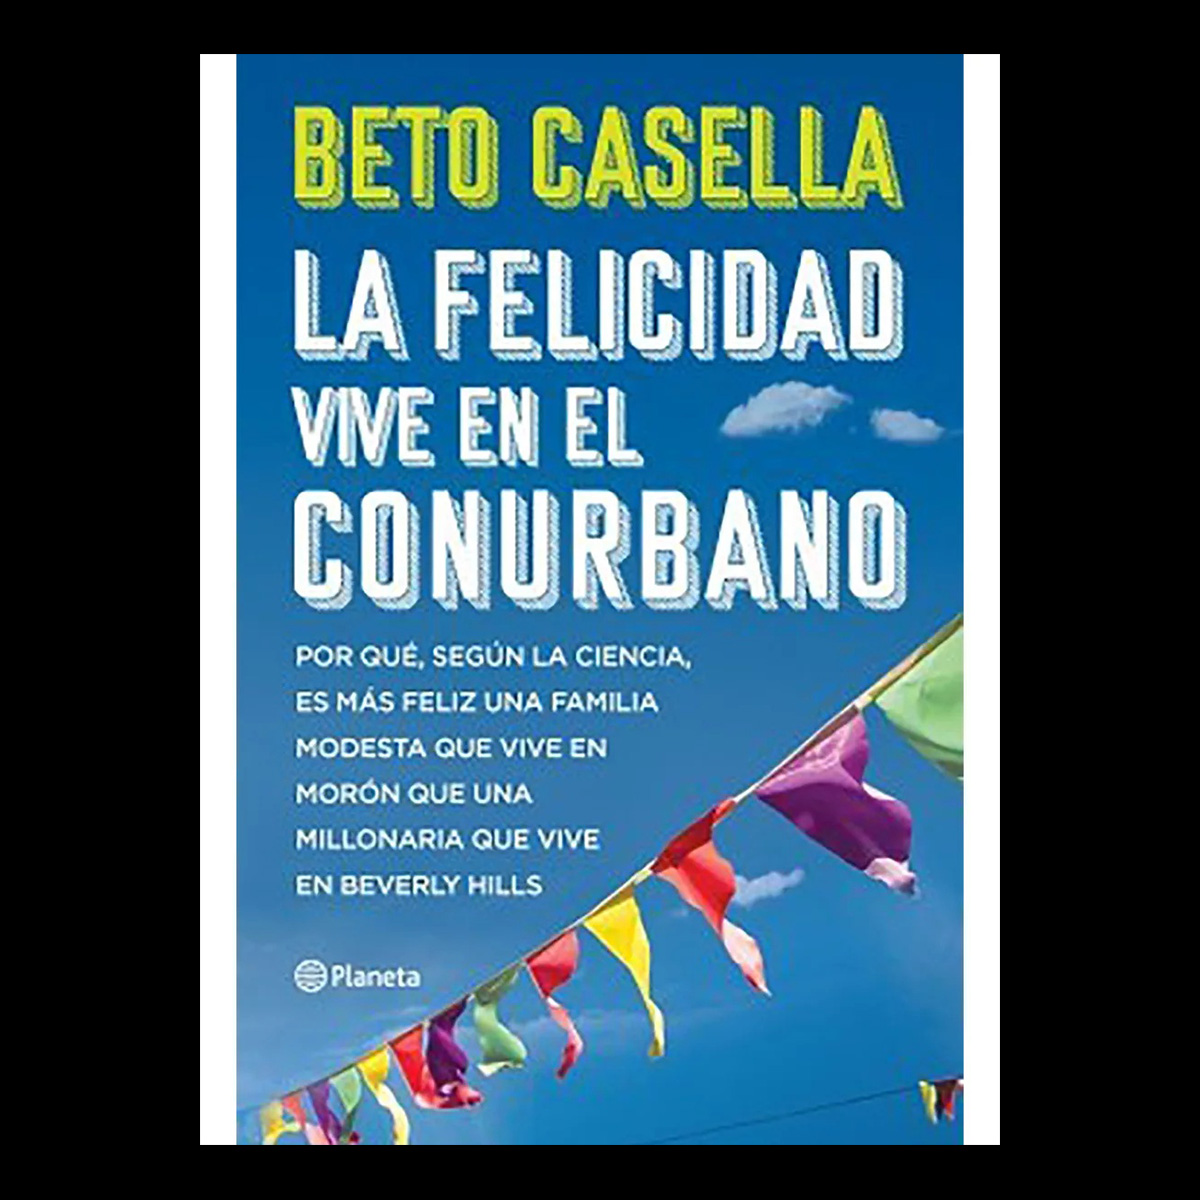 BETO CASELLA
LA FELICIDAD
VIVE EN EL
CONURBANO
POR QUÉ, SEGÚN LA CIENCIA,
ES MÁS FELIZ UNA FAMILIA
MODESTA QUE VIVE EN
MORÓN QUE UNA
MILLONARIA QUE VIVE
EN BEVERLY HILLS
Planeta